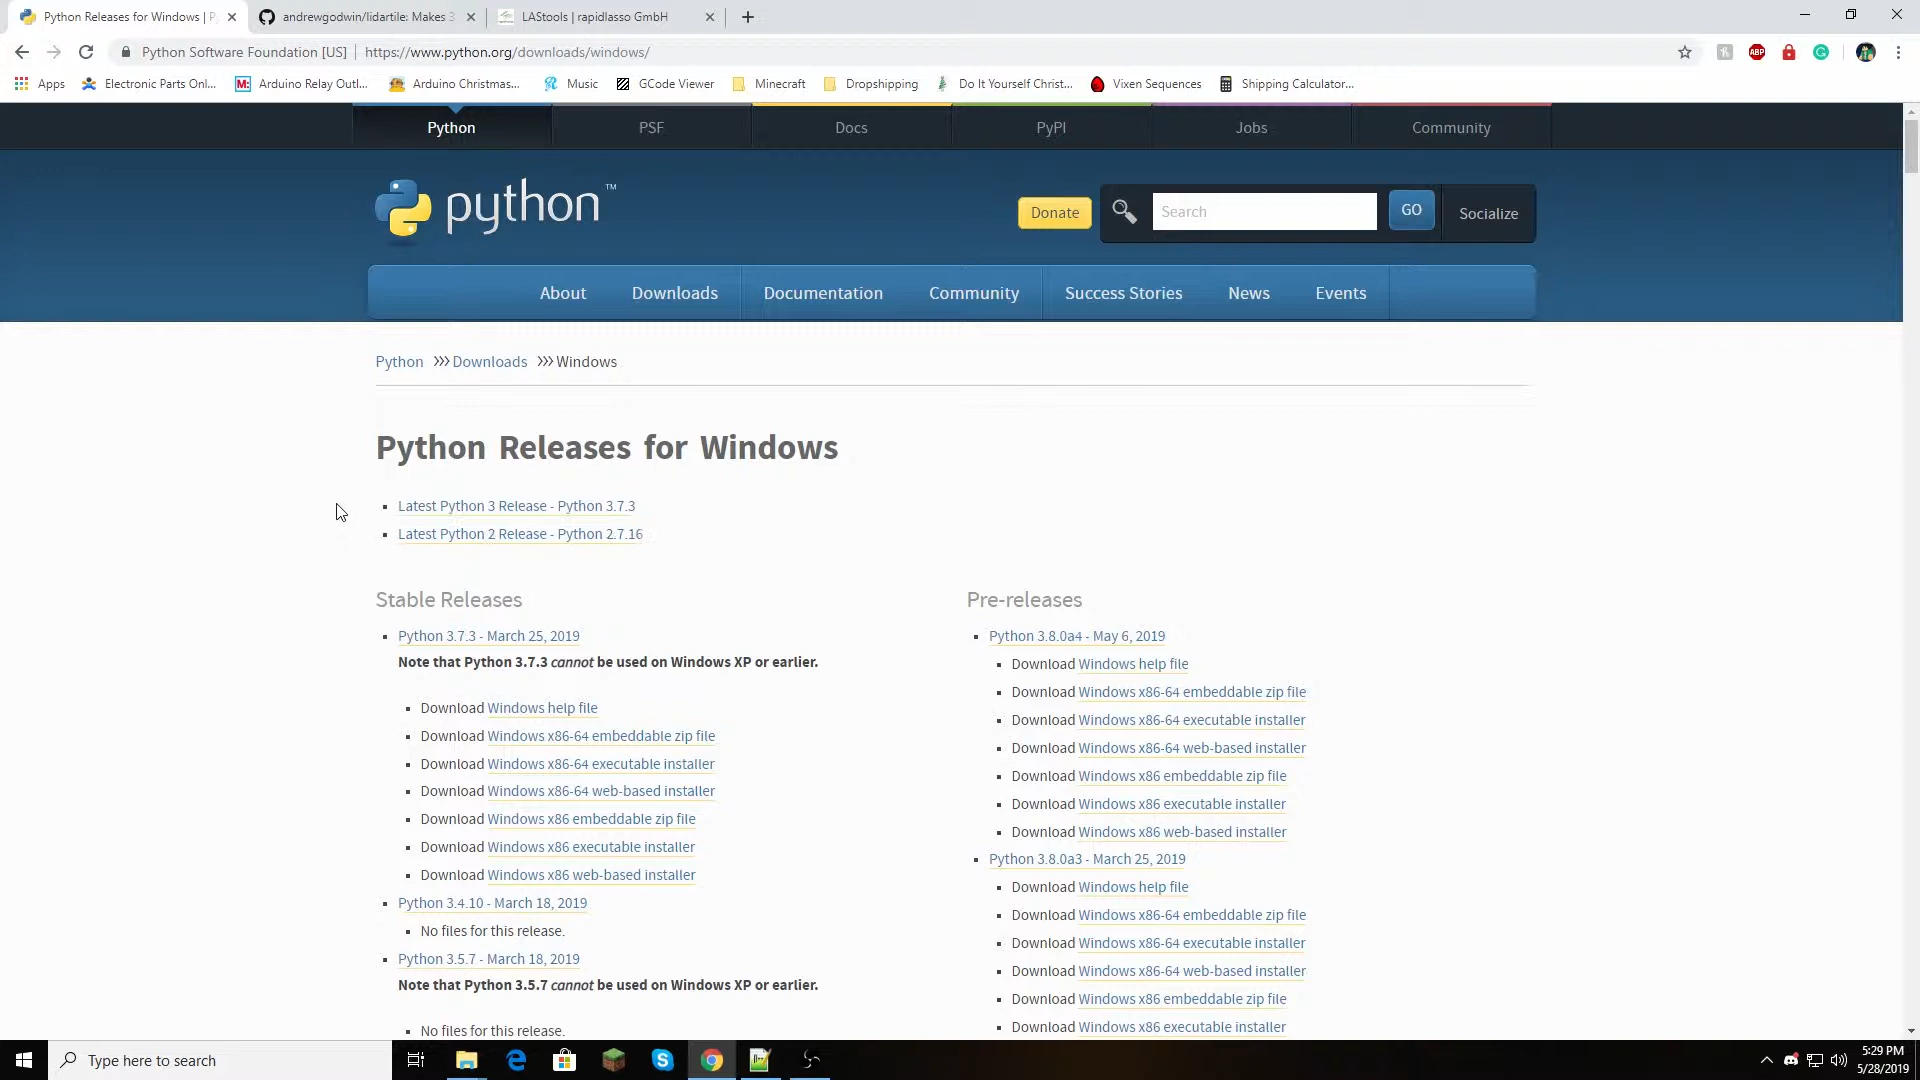 Python Releases for Windows | P
andrewgodwin/lidartile: Makes 3
LAStools | rapidlasso GmbH
Python Software Foundation [US] | https://www.python.org/downloads/windows/
ABP
Apps
Electronic Parts Onl...
M: Arduino Relay Outl...
Arduino Christmas...
Music
GCode Viewer
Minecraft
Dropshipping
Do It Yourself Christ...
Vixen Sequences
Shipping Calculator...
Python
PSF
Docs
PyPI
Jobs
Community
python™
Donate
Search
GO
Socialize
About
Downloads
Documentation
Community
Success Stories
News
Events
Python >>> Downloads >>> Windows
Python Releases for Windows
Latest Python 3 Release - Python 3.7.3
Latest Python 2 Release - Python 2.7.16
Stable Releases
Python 3.7.3 - March 25, 2019
Note that Python 3.7.3 cannot be used on Windows XP or earlier.
Download Windows help file
Download Windows x86-64 embeddable zip file
Download Windows x86-64 executable installer
Download Windows x86-64 web-based installer
Download Windows x86 embeddable zip file
Download Windows x86 executable installer
Download Windows x86 web-based installer
Python 3.4.10 - March 18, 2019
No files for this release.
Python 3.5.7 - March 18, 2019
Note that Python 3.5.7 cannot be used on Windows XP or earlier.
No files for this release.
Pre-releases
Python 3.8.0a4 - May 6, 2019
Download Windows help file
Download Windows x86-64 embeddable zip file
Download Windows x86-64 executable installer
Download Windows x86-64 web-based installer
Download Windows x86 embeddable zip file
Download Windows x86 executable installer
Download Windows x86 web-based installer
Python 3.8.0a3 - March 25, 2019
Download Windows help file
Download Windows x86-64 embeddable zip file
Download Windows x86-64 executable installer
Download Windows x86-64 web-based installer
Download Windows x86 embeddable zip file
Download Windows x86 executable installer
Type here to search
5:29 PM
5/28/2019